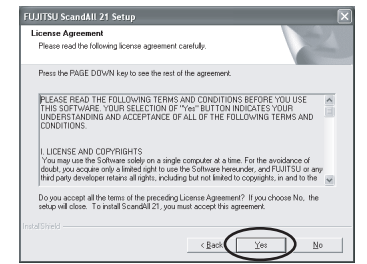 FUJITSU ScandAll 21 Setup
License Agreement
Please read the following license agreement carefully.
Press the PAGE DOWN key to see the rest of the agreement.
PLEASE READ THE FOLLOWING TERMS AND CONDITIONS BEFORE YOU USE
THIS SOFTWARE. YOUR SELECTION OF "Yes" BUTTON INDICATES YOUR
UNDERSTANDING AND ACCEPTANCE OF ALL OF THE FOLLOWING TERMS AND
CONDITIONS.
I. LICENSE AND COPYRIGHTS
You may use the Software solely on a single computer at a time. For the avoidance of
doubt, you acquire only a limited right to use the Software hereunder, and FUJITSU or any
third party developer retains all rights, including but not limited to copyrights, in and to the
Do you accept all the terms of the preceding License Agreement? If you choose No, the
setup will close. To install ScandAll 21, you must accept this agreement.
InstallShield
< Back Yes No